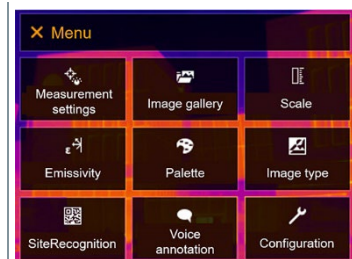 Menu
Measurement
settings
Image gallery
Scale
ε
Emissivity
Palette
Image type
SiteRecognition
Voice
annotation
Configuration